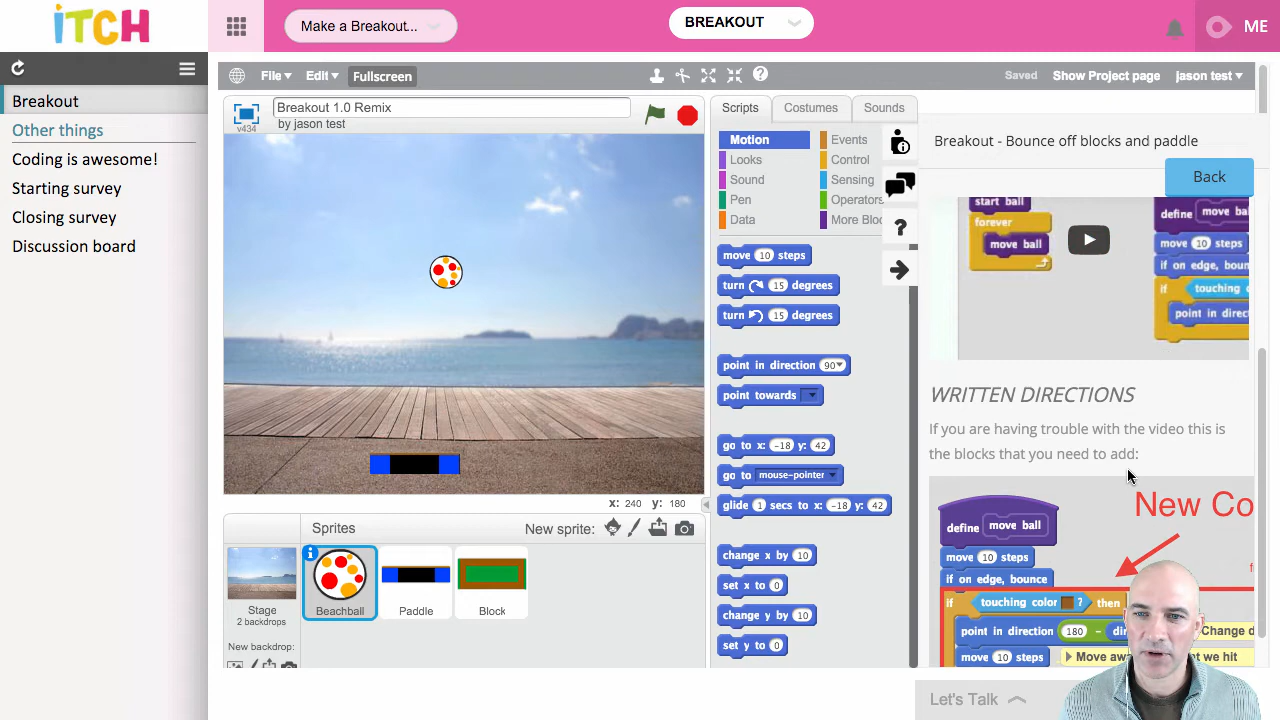 iTCH
Make a Breakout...
BREAKOUT
ME
Breakout
Other things
Coding is awesome!
Starting survey
Closing survey
Discussion board
File
Edit
Fullscreen
Saved
Show Project page
jason test
v434
Breakout 1.0 Remix
by jason test
x: 240 y: 180
Sprites
New sprite:
Stage
2 backdrops
New backdrop:
Beachball
Paddle
Block
Scripts
Costumes
Sounds
Motion
Looks
Sound
Pen
Data
Events
Control
Sensing
Operators
More Bloc
move 10 steps
turn 15 degrees
turn 15 degrees
point in direction 90
point towards
go to x: -18 y: 42
go to mouse-pointer
glide 1 secs to x: -18 y: 42
change x by 10
set x to 0
change y by 10
set y to 0
Breakout - Bounce off blocks and paddle
Back
start ball
forever
move ball
define move ba
move 10 steps
if on edge, boun
if touching c
point in direc
WRITTEN DIRECTIONS
If you are having trouble with the video this is
the blocks that you need to add:
New Co
define move ball
move 10 steps
if on edge, bounce
if touching color ? then
point in direction 180 - dir
Change d
move 10 steps
Move awa
t we hit
Let's Talk